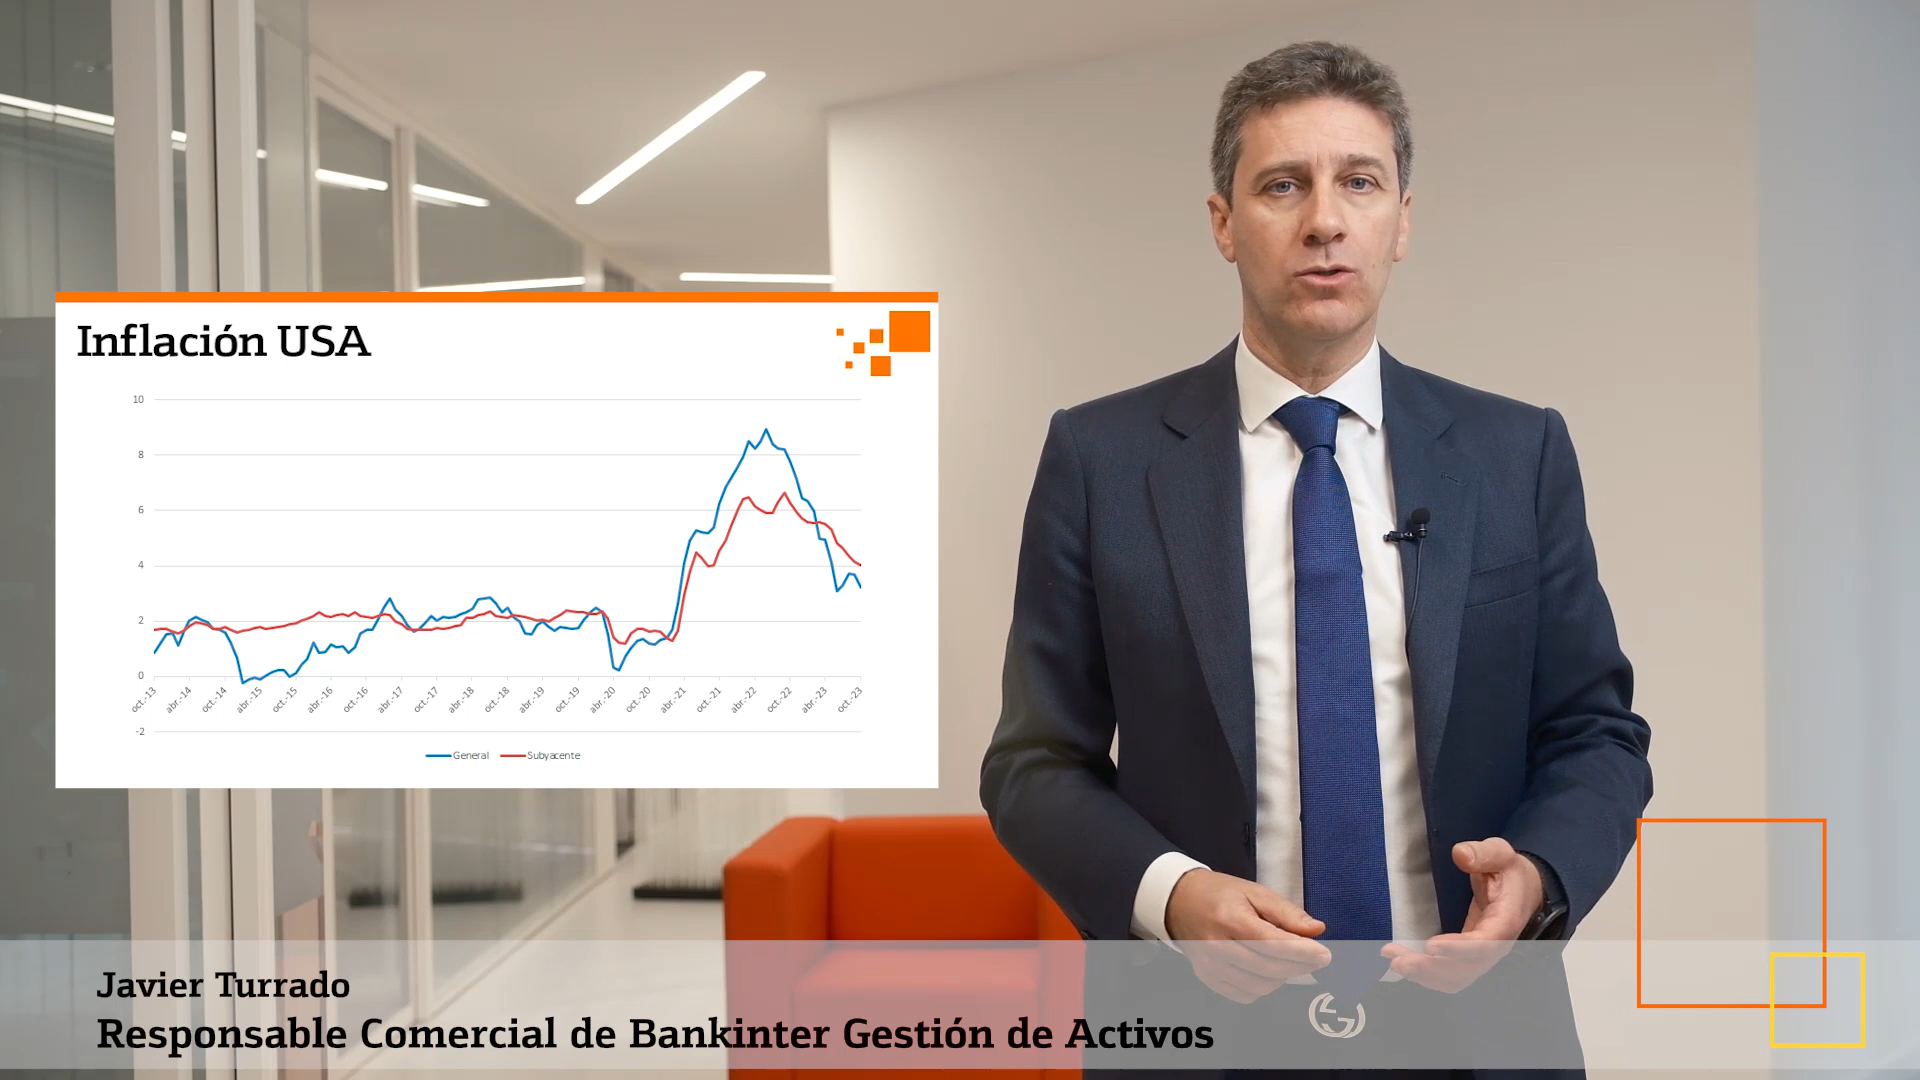 Inflación USA
10
8
6
4
2
0
-2
oct.-13
abr.-14
oct.-14
abr.-15
oct.-15
abr.-16
oct.-16
abr.-17
oct.-17
abr.-18
oct.-18
abr.-19
oct.-19
abr.-20
oct.-20
abr.-21
oct.-21
abr.-22
oct.-22
abr.-23
oct.-23
General Subyacente
Javier Turrado
Responsable Comercial de Bankinter Gestión de Activos